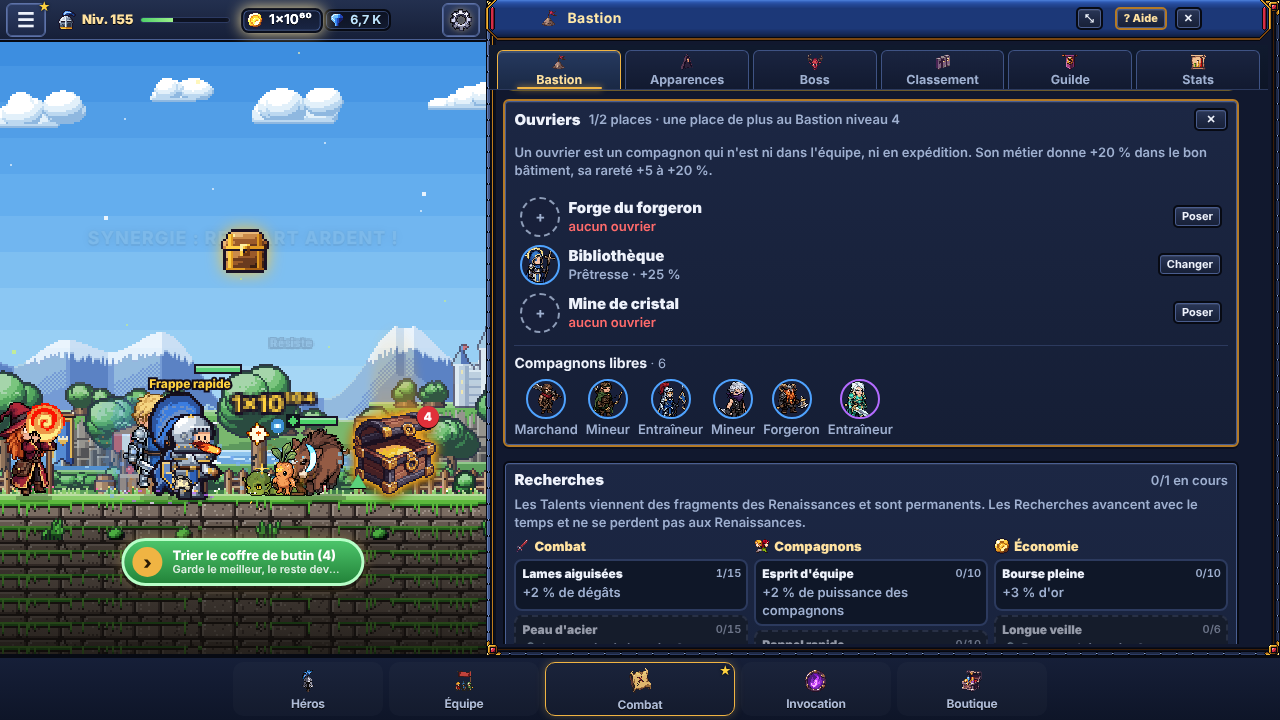 Niv. 155
1×10⁶⁰
6,7 K
Bastion
? Aide
Bastion
Apparences
Boss
Classement
Guilde
Stats
Ouvriers 1/2 places · une place de plus au Bastion niveau 4
Un ouvrier est un compagnon qui n'est ni dans l'équipe, ni en expédition. Son métier donne +20 % dans le bon
bâtiment, sa rareté +5 à +20 %.
Forge du forgeron
aucun ouvrier
Poser
Bibliothèque
Prêtresse · +25 %
Changer
Mine de cristal
aucun ouvrier
Poser
Compagnons libres · 6
Marchand
Mineur
Entraîneur
Mineur
Forgeron
Entraîneur
Recherches
0/1 en cours
Les Talents viennent des fragments des Renaissances et sont permanents. Les Recherches avancent avec le
temps et ne se perdent pas aux Renaissances.
Combat
Compagnons
Économie
Lames aiguisées 1/15
+2 % de dégâts
Esprit d'équipe 0/10
+2 % de puissance des
compagnons
Bourse pleine 0/10
+3 % d'or
Peau d'acier 0/15
Longue veille 0/6
SYNERGIE :
ARDENT !
Résiste
Frappe rapide
4
Trier le coffre de butin (4)
Garde le meilleur, le reste dev...
Héros
Équipe
Combat
Invocation
Boutique